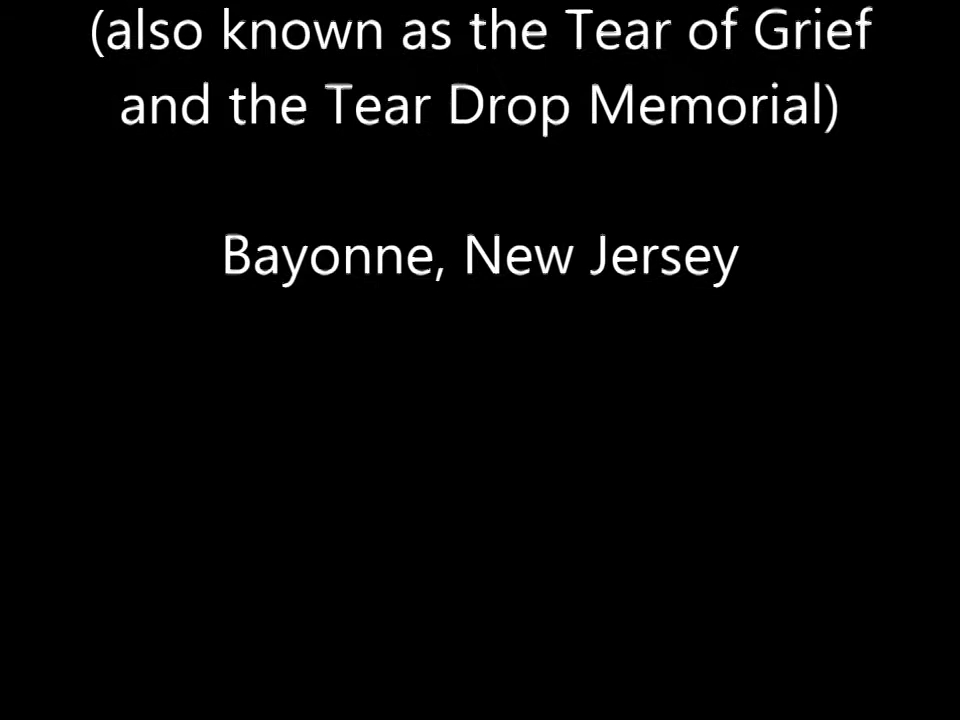 (also known as the Tear of Grief
and the Tear Drop Memorial)
Bayonne, New Jersey